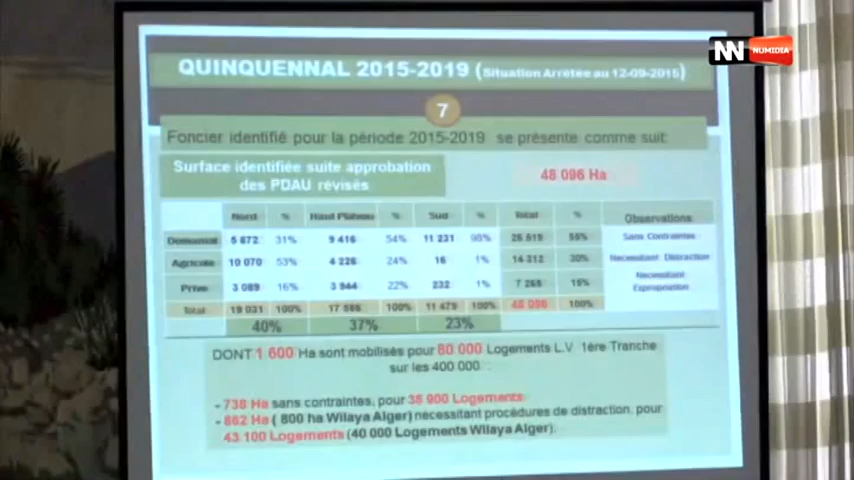 NN NUMIDIA
QUINQUENNAL 2015-2019 (Situation Arretée au 12-09-2015)
7
Foncier identifié pour la période 2015-2019 se présente comme suit:
Surface identifiée suite approbation
des PDAU révisés
48 096 Ha
Nord % Haut Plateau % Sud % Total % Observations
Domanial 5 872 31% 9 416 54% 11 231 98% 26 519 55% Sans Contraintes
Agricole 10 070 53% 4 226 24% 16 1% 14 312 30% Necessitant Distraction
Privé 3 089 16% 3 944 22% 232 1% 7 265 15% Necessitant
Expropriation
Total 19 031 100% 17 586 100% 11 479 100% 48 096 100%
40% 37% 23%
DONT 1 600 Ha sont mobilisés pour 80 000 Logements L.V 1ère Tranche
sur les 400 000
- 738 Ha sans contraintes, pour 36 900 Logements
- 862 Ha ( 800 ha Wilaya Alger) nécessitant procédures de distraction, pour
43 100 Logements (40 000 Logements Wilaya Alger).